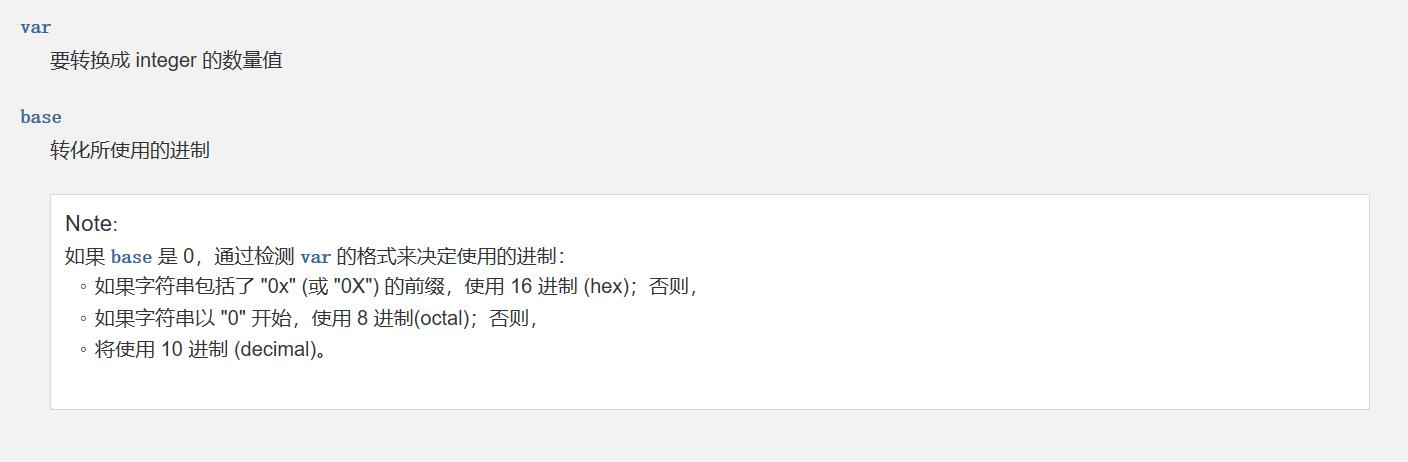 var
要转换成 integer 的数量值
base
转化所使用的进制
Note:
如果 base 是 0，通过检测 var 的格式来决定使用的进制：
◦ 如果字符串包括了 "0x" (或 "0X") 的前缀，使用 16 进制 (hex)；否则，
◦ 如果字符串以 "0" 开始，使用 8 进制(octal)；否则，
◦ 将使用 10 进制 (decimal)。